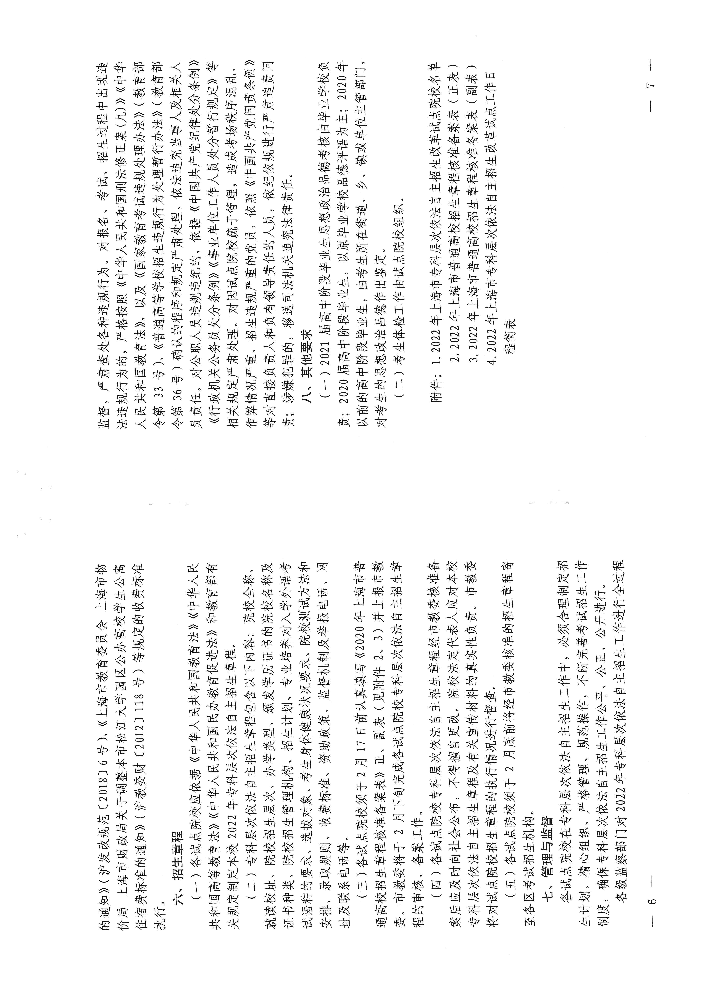 的通知》（沪发改规范〔2018〕6 号）、《上海市教育委员会 上海市物
价局 上海市财政局关于调整本市松江大学园区公办高校学生公寓
住宿费标准的通知》（沪教委财〔2012〕118 号）等规定的收费标准
执行。
六、招生章程
（一）各试点院校应依据《中华人民共和国教育法》《中华人民
共和国高等教育法》《中华人民共和国民办教育促进法》和教育部有
关规定制定本校 2022 年专科层次依法自主招生章程。
（二）专科层次依法自主招生章程包含以下内容：院校全称、
就读校址、院校招生层次、办学类型、颁发学历证书的院校名称及
证书种类、院校招生管理机构、招生计划、专业培养对入学外语考
试语种的要求、选拔对象、考生身体健康状况要求、院校测试方法和
安排、录取规则、收费标准、资助政策、监督机制及举报电话、网
址及联系电话等。
（三）各试点院校须于 2 月 17 日前认真填写《2020 年上海市普
通高校招生章程核准备案表》正、副表（见附件 2、3）并上报市教
委。市教委将于 2 月下旬完成各试点院校专科层次依法自主招生章
程的审核、备案工作。
（四）各试点院校专科层次依法自主招生章程经市教委核准备
案后应及时向社会公布，不得擅自更改。院校法定代表人应对本校
专科层次依法自主招生章程及有关宣传材料的真实性负责。市教委
将对试点院校招生章程的执行情况进行督查。
（五）各试点院校须于 2 月底前将经市教委核准的招生章程寄
至各区考试招生机构。
七、管理与监督
各试点院校在专科层次依法自主招生工作中，必须合理制定招
生计划，精心组织、严格管理、规范操作，不断完善考试招生工作
制度，确保专科层次依法自主招生工作公平、公正、公开进行。
各级监察部门对 2022 年专科层次依法自主招生工作进行全过程
— 6 —
监督，严肃查处各种违规行为。对报名、考试、招生过程中出现违
法违规行为的，严格按照《中华人民共和国刑法修正案(九)》《中华
人民共和国教育法》，以及《国家教育考试违规处理办法》（教育部
令第 33 号）、《普通高等学校招生违规行为处理暂行办法》（教育部
令第 36 号）确认的程序和规定严肃处理，依法追究当事人及相关人
员责任。对公职人员违规违纪的，依据《中国共产党纪律处分条例》
《行政机关公务员处分条例》《事业单位工作人员处分暂行规定》等
相关规定严肃处理。对因试点院校疏于管理，造成考场秩序混乱、
作弊情况严重、招生违规严重的党员，依照《中国共产党问责条例》
等对直接负责人和负有领导责任的人员，依纪依规进行严肃追责问
责；涉嫌犯罪的，移送司法机关追究法律责任。
八、其他要求
（一）2021 届高中阶段毕业生思想政治品德考核由毕业学校负
责；2020 届高中阶段毕业生，以原毕业学校品德评语为主；2020 年
以前的高中阶段毕业生，由考生所在街道、乡、镇或单位主管部门，
对考生的思想政治品德作出鉴定。
（二）考生体检工作由试点院校组织。
附件：1. 2022 年上海市专科层次依法自主招生改革试点院校名单
2. 2022 年上海市普通高校招生章程核准备案表（正表）
3. 2022 年上海市普通高校招生章程核准备案表（副表）
4. 2022 年上海市专科层次依法自主招生改革试点工作日
程简表
— 7 —